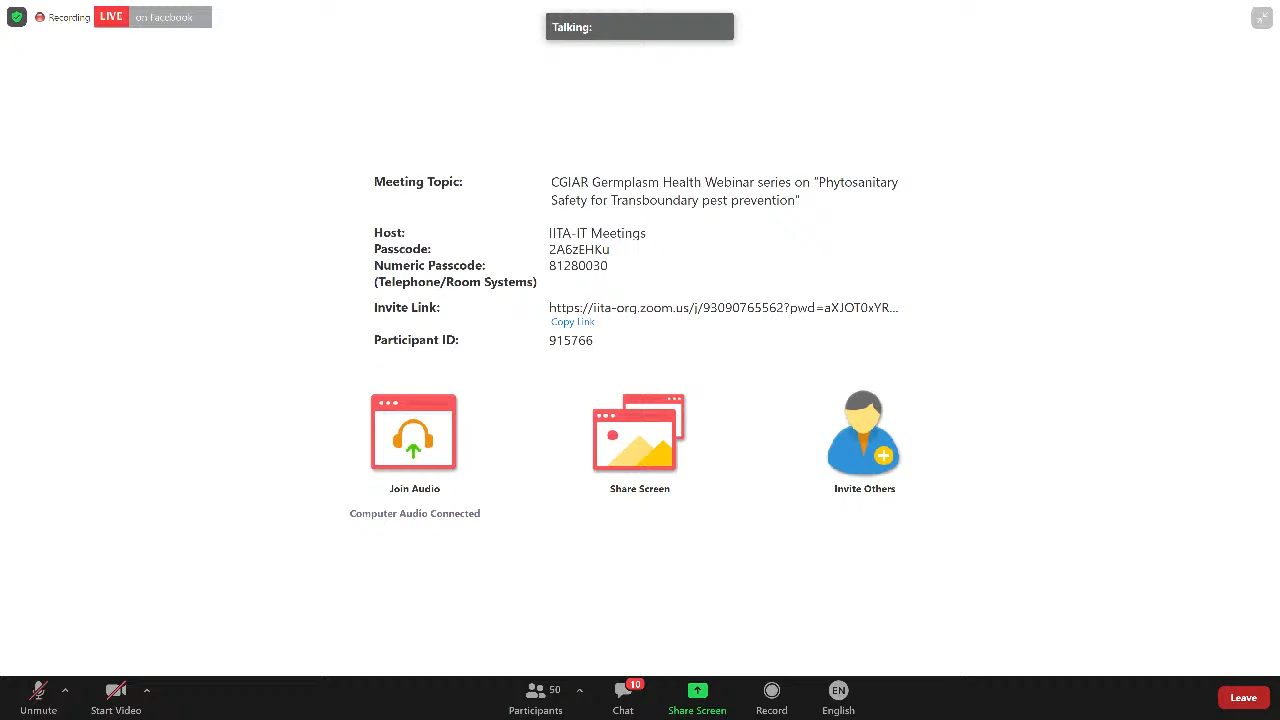 Recording LIVE on Facebook
Talking:
Meeting Topic: CGIAR Germplasm Health Webinar series on "Phytosanitary
Safety for Transboundary pest prevention"
Host: IITA-IT Meetings
Passcode: 2A6zEHKu
Numeric Passcode: 81280030
(Telephone/Room Systems)
Invite Link: https://iita-org.zoom.us/j/93090765562?pwd=aXJOT0xYR...
Copy Link
Participant ID: 915766
Join Audio Share Screen Invite Others
Computer Audio Connected
50 10 EN
Unmute Start Video Participants Chat Share Screen Record English Leave